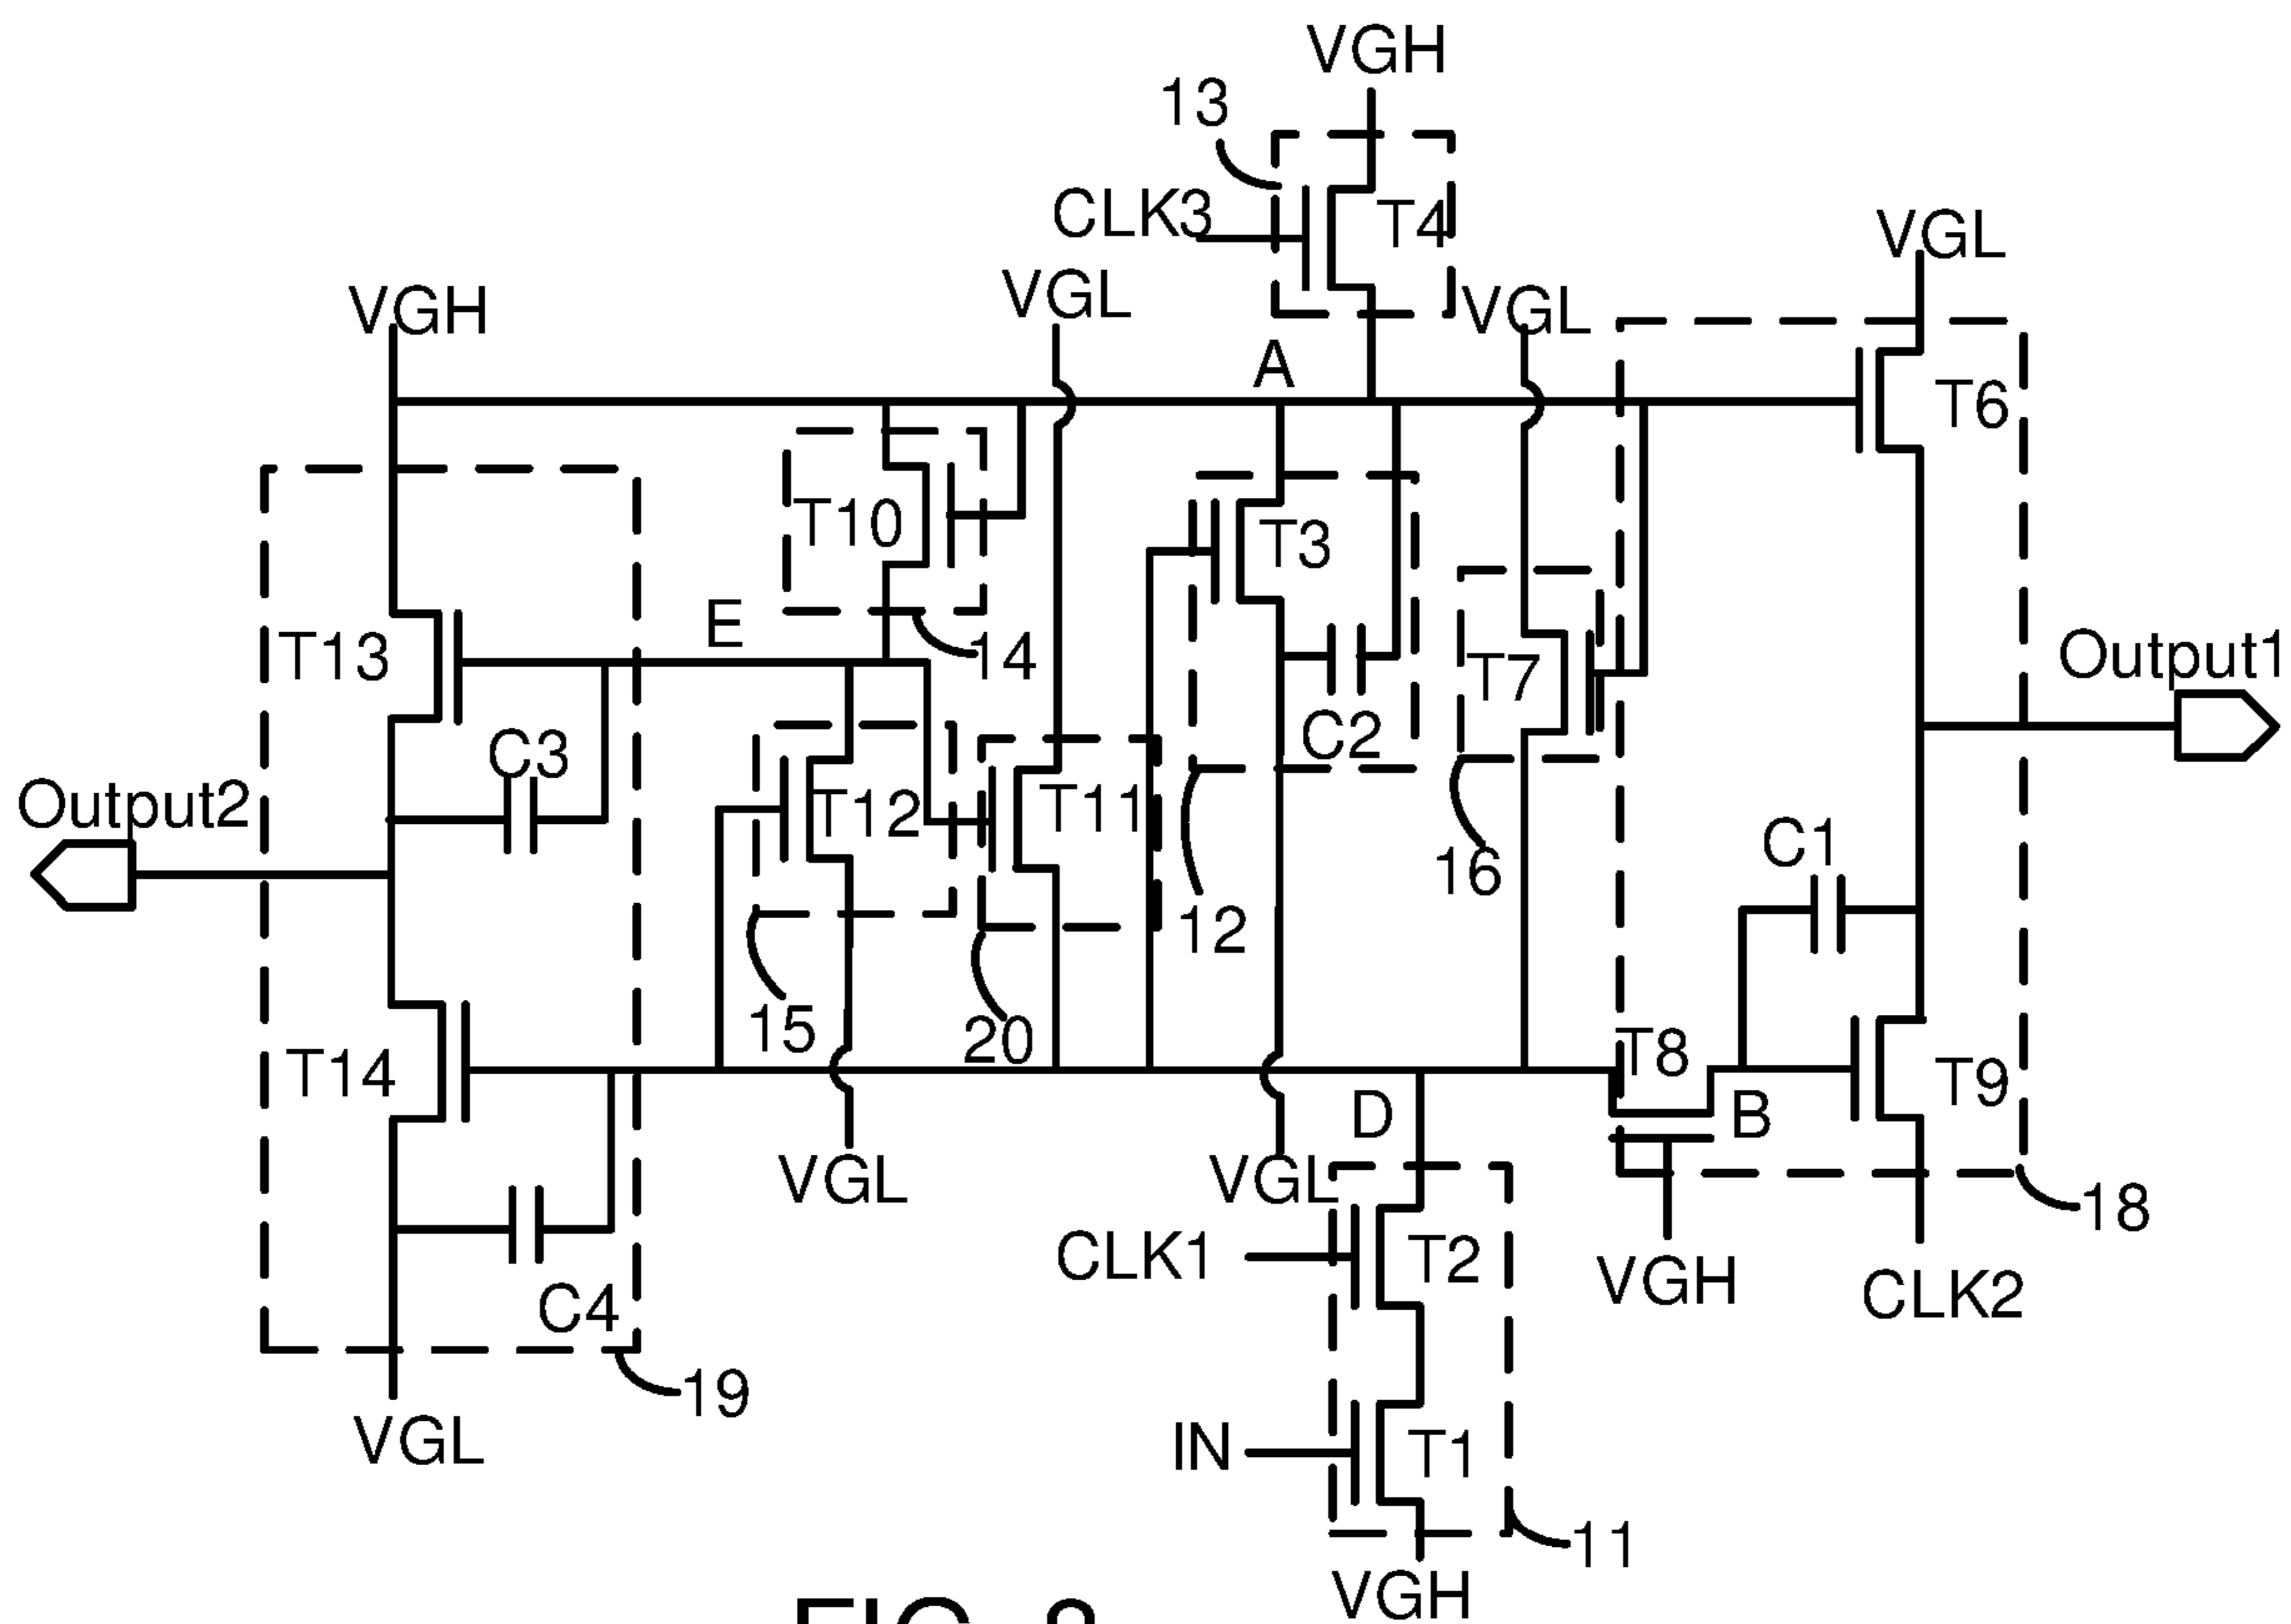 VGH
13
CLK3
T4
VGL
VGL
VGH
VGL
A
T6
T10
T3
E
14
T13
T7
Output1
C3
C2
Output2
T12
T11
C1
16
12
15
20
T8
T14
D
B
T9
VGL
VGL
18
CLK1
T2
VGH
CLK2
C4
19
VGL
IN
T1
11
VGH